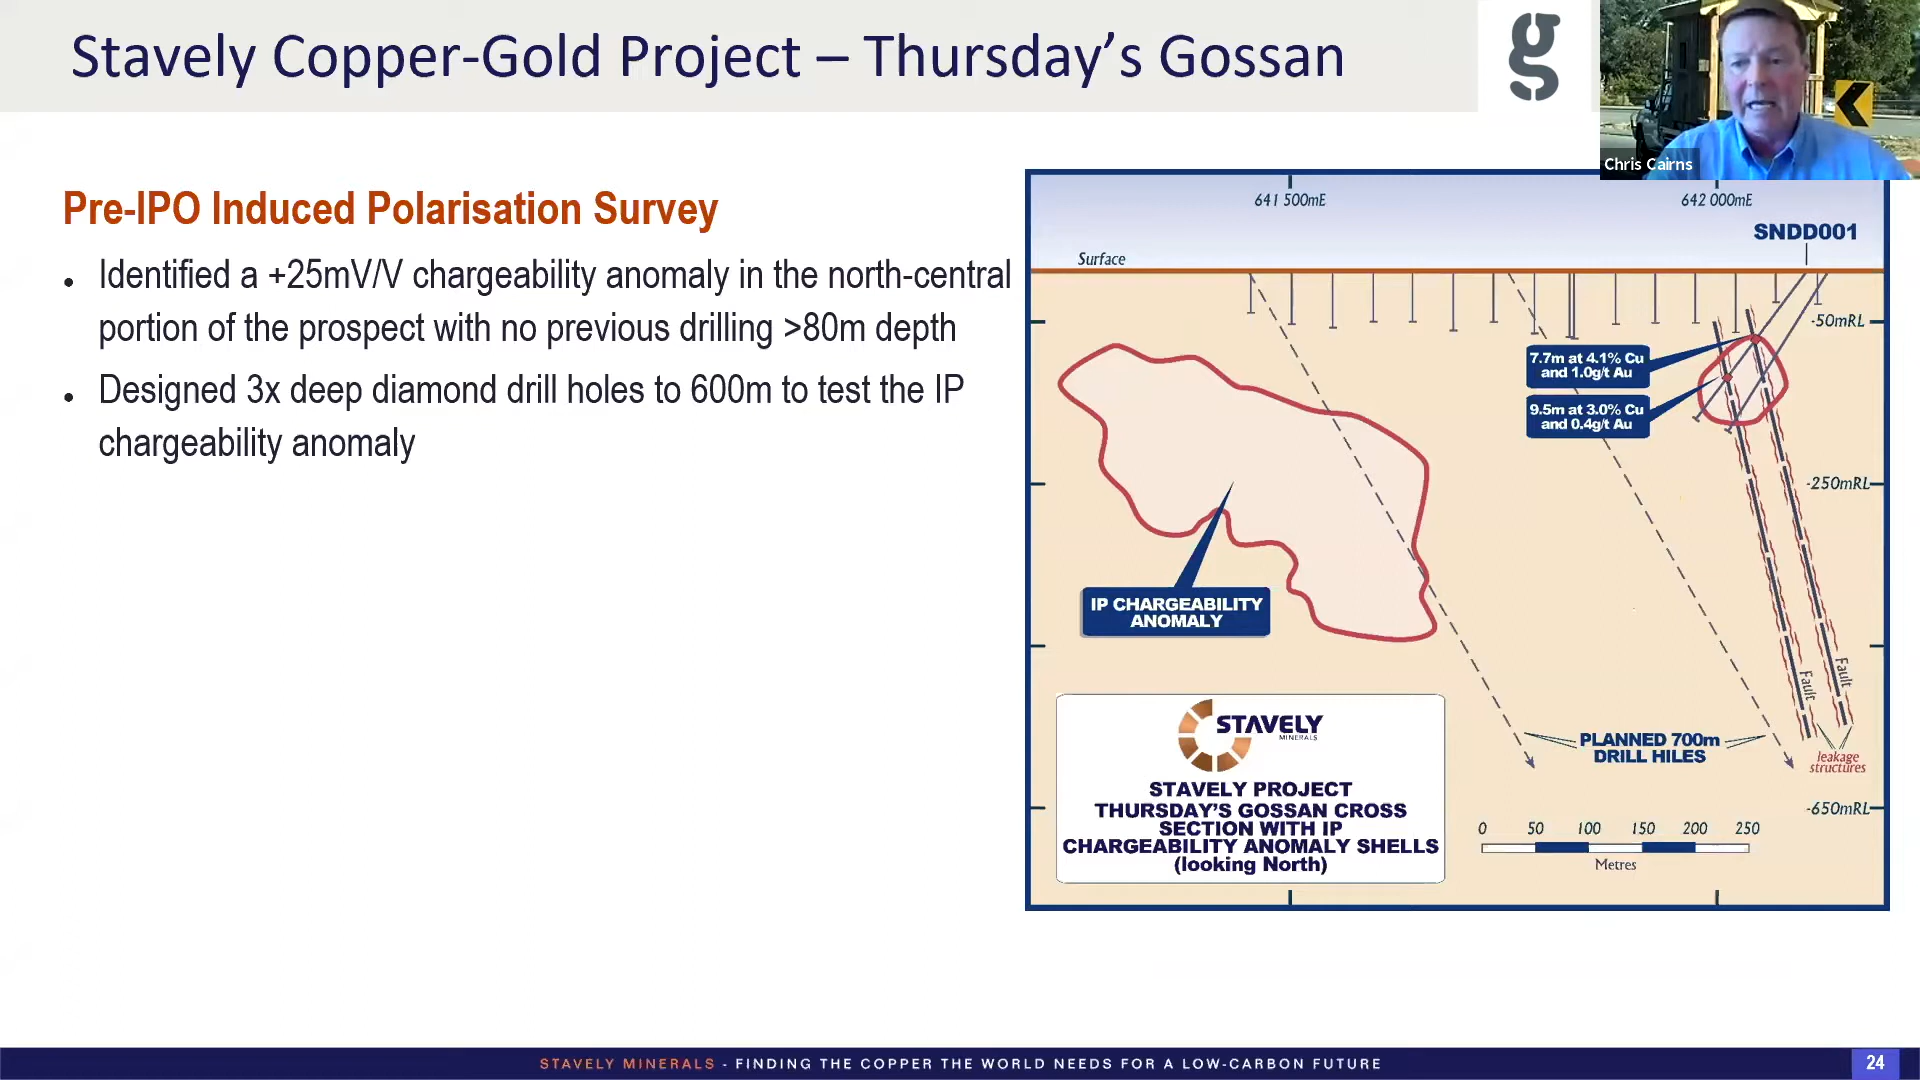 Stavely Copper-Gold Project – Thursday's Gossan
g
Chris Cairns
Pre-IPO Induced Polarisation Survey
• Identified a +25mV/V chargeability anomaly in the north-central
portion of the prospect with no previous drilling >80m depth
• Designed 3x deep diamond drill holes to 600m to test the IP
chargeability anomaly
641 500mE
642 000mE
SNDD001
Surface
-50mRL
7.7m at 4.1% Cu
and 1.0g/t Au
9.5m at 3.0% Cu
and 0.4g/t Au
-250mRL
IP CHARGEABILITY
ANOMALY
Fault
Fault
PLANNED 700m
DRILL HILES
leakage
structures
STAVELY
MINERALS
STAVELY PROJECT
THURSDAY'S GOSSAN CROSS
SECTION WITH IP
CHARGEABILITY ANOMALY SHELLS
(looking North)
-650mRL
0 50 100 150 200 250
Metres
STAVELY MINERALS - FINDING THE COPPER THE WORLD NEEDS FOR A LOW-CARBON FUTURE
24